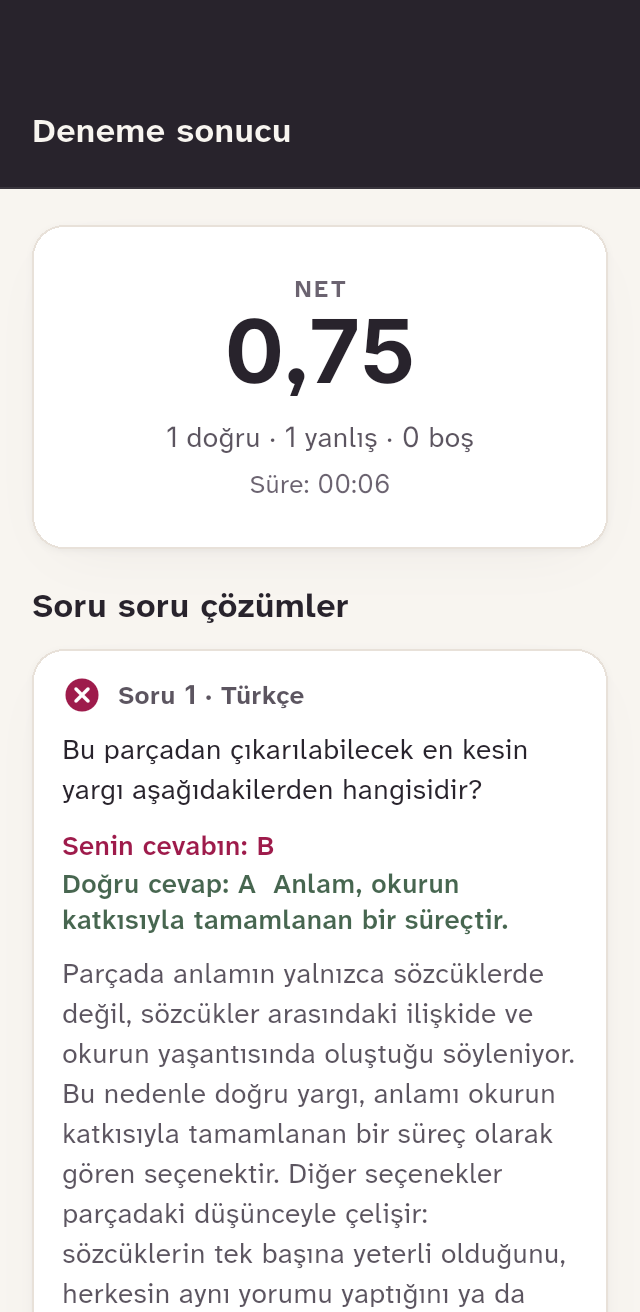 Deneme sonucu
NET
0,75
1 doğru · 1 yanlış · 0 boş
Süre: 00:06
Soru soru çözümler
Soru 1 · Türkçe
Bu parçadan çıkarılabilecek en kesin
yargı aşağıdakilerden hangisidir?
Senin cevabın: B
Doğru cevap: A  Anlam, okurun
katkısıyla tamamlanan bir süreçtir.
Parçada anlamın yalnızca sözcüklerde
değil, sözcükler arasındaki ilişkide ve
okurun yaşantısında oluştuğu söyleniyor.
Bu nedenle doğru yargı, anlamı okurun
katkısıyla tamamlanan bir süreç olarak
gören seçenektir. Diğer seçenekler
parçadaki düşünceyle çelişir:
sözcüklerin tek başına yeterli olduğunu,
herkesin aynı yorumu yaptığını ya da